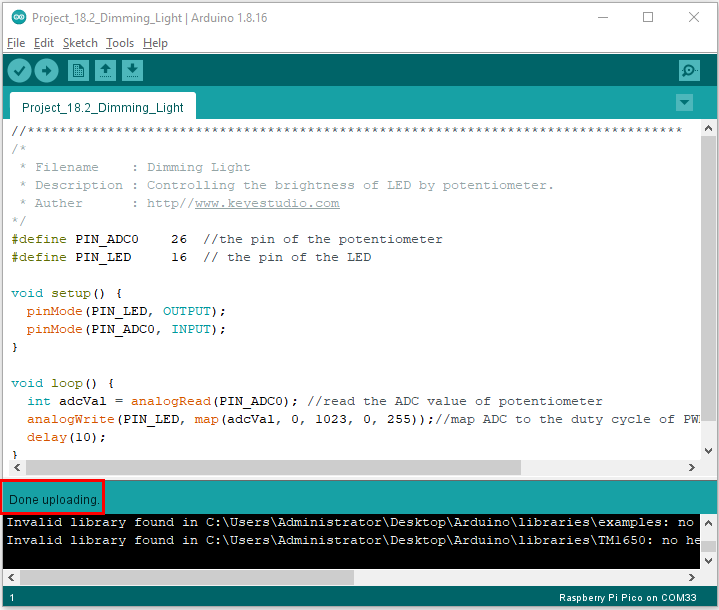 Project_18.2_Dimming_Light | Arduino 1.8.16
File Edit Sketch Tools Help
Project_18.2_Dimming_Light
//**********************************************************************************
/*
 * Filename    : Dimming Light
 * Description : Controlling the brightness of LED by potentiometer.
 * Auther      : http//www.keyestudio.com
*/
#define PIN_ADC0    26  //the pin of the potentiometer
#define PIN_LED     16  // the pin of the LED
void setup() {
  pinMode(PIN_LED, OUTPUT);
  pinMode(PIN_ADC0, INPUT);
}
void loop() {
  int adcVal = analogRead(PIN_ADC0); //read the ADC value of potentiometer
  analogWrite(PIN_LED, map(adcVal, 0, 1023, 0, 255));//map ADC to the duty cycle of PW
  delay(10);
}
Done uploading.
Invalid library found in C:\Users\Administrator\Desktop\Arduino\libraries\examples: no
Invalid library found in C:\Users\Administrator\Desktop\Arduino\libraries\TM1650: no he
1
Raspberry Pi Pico on COM33